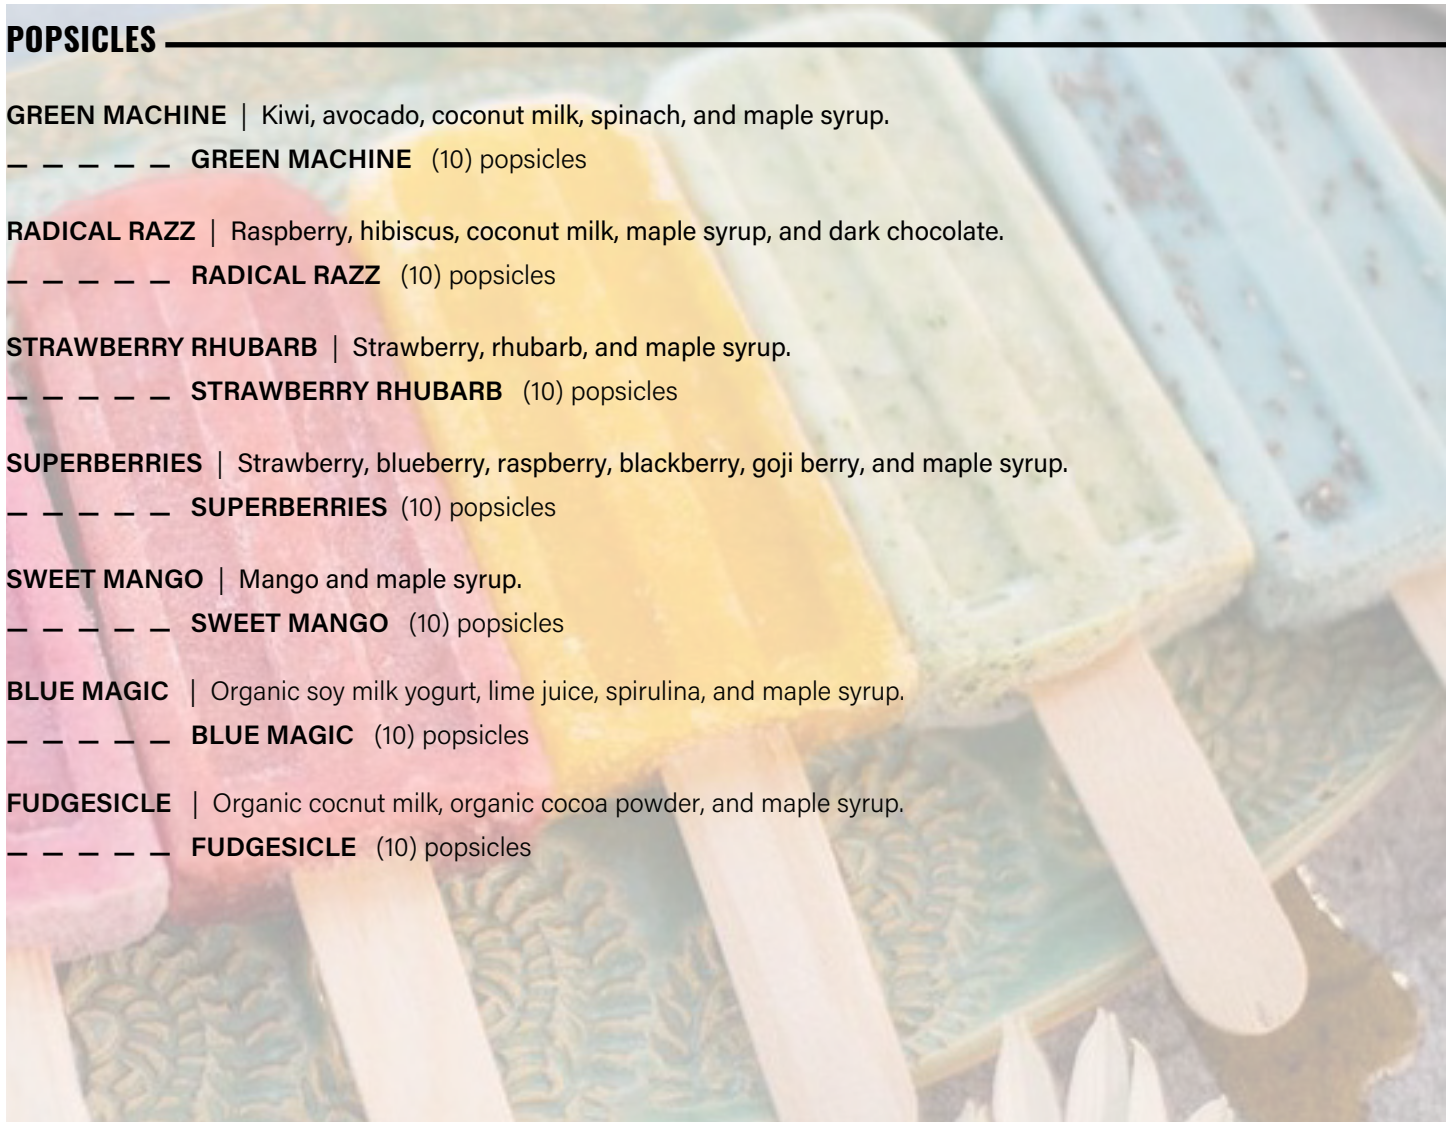 POPSICLES
GREEN MACHINE | Kiwi, avocado, coconut milk, spinach, and maple syrup.
_ _ _ _ _ GREEN MACHINE (10) popsicles
RADICAL RAZZ | Raspberry, hibiscus, coconut milk, maple syrup, and dark chocolate.
_ _ _ _ _ RADICAL RAZZ (10) popsicles
STRAWBERRY RHUBARB | Strawberry, rhubarb, and maple syrup.
_ _ _ _ _ STRAWBERRY RHUBARB (10) popsicles
SUPERBERRIES | Strawberry, blueberry, raspberry, blackberry, goji berry, and maple syrup.
_ _ _ _ _ SUPERBERRIES (10) popsicles
SWEET MANGO | Mango and maple syrup.
_ _ _ _ _ SWEET MANGO (10) popsicles
BLUE MAGIC | Organic soy milk yogurt, lime juice, spirulina, and maple syrup.
_ _ _ _ _ BLUE MAGIC (10) popsicles
FUDGESICLE | Organic cocnut milk, organic cocoa powder, and maple syrup.
_ _ _ _ _ FUDGESICLE (10) popsicles